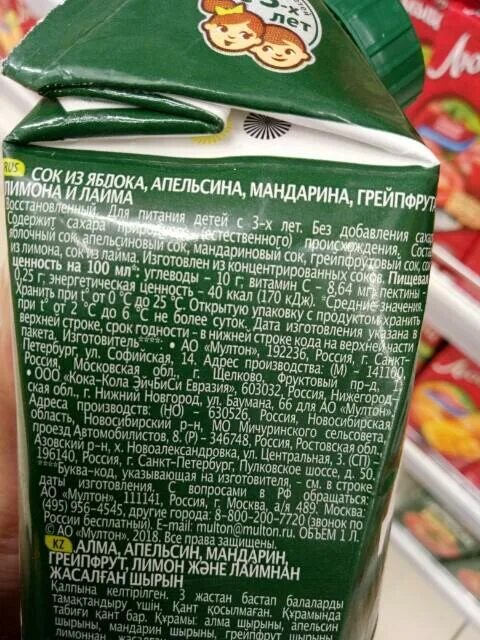 3-х
лет
RUS СОК ИЗ ЯБЛОКА, АПЕЛЬСИНА, МАНДАРИНА, ГРЕЙПФРУТ
ЛИМОНА И ЛАЙМА
Восстановленный. Для питания детей с 3-х лет. Без добавления саха
Содержит сахара природного (естественного) происхождения. Соста
яблочный сок, апельсиновый сок, мандариновый сок, грейпфрутовый сок, сок
из лимона, сок из лайма. Изготовлен из концентрированных соков. Пищевая
ценность на 100 мл*: углеводы - 10 г, витамин С - 8,64 мг, пектины -
0,25 г, энергетическая ценность - 40 ккал (170 кДж). *Средние значения.
Хранить при t° от 0 °C до 25 °C. Открытую упаковку с продуктом хранить
при t° от 2 °C до 6 °C не более суток. Дата изготовления указана в
верхней строке, срок годности - в нижней строке кода на верхней части
пакета. Изготовитель****: • АО «Мултон», 192236, Россия, г. Санкт-
Петербург, ул. Софийская, 14. Адрес производства: (М) - 141100,
Россия, Московская обл., г. Щелково, Фруктовый пр-д,
• ООО «Кока-Кола ЭйчБиСи Евразия», 603032, Россия, Нижегород-
ская обл., г. Нижний Новгород, ул. Баумана, 66 для АО «Мултон».
Адреса производств: (НО) - 630526, Россия, Новосибирская
область, Новосибирский р-н, МО Мичуринского сельсовета,
проезд Автомобилистов, 8. (Р) - 346748, Россия, Ростовская обл.,
Азовский р-н, х. Новоалександровка, ул. Центральная, 3. (СП) -
196140, Россия, г. Санкт-Петербург, Пулковское шоссе, д. 50.
****Буква-код, указывающая на изготовителя, - см. в строке
даты изготовления. С вопросами в РФ обращаться:
АО «Мултон», 111141, Россия, г. Москва, а/я 489. Москва:
(495) 956-4545, другие города: 8-800-200-7720 (звонок по
России бесплатный). E-mail: multon@multon.ru. ОБЪЕМ 1 Л.
© АО «Мултон», 2018. Все права защищены.
KZ АЛМА, АПЕЛЬСИН, МАНДАРИН,
ГРЕЙПФРУТ, ЛИМОН ЖӘНЕ ЛАЙМНАН
ЖАСАЛҒАН ШЫРЫН
Қалпына келтірілген. 3 жастан бастап балаларды
тамақтандыру үшін. Қант қосылмаған. Құрамында
табиғи қант бар. Құрамы: алма шырыны, апельсин
шырыны, мандарин шырыны, грейпфрут шырыны,